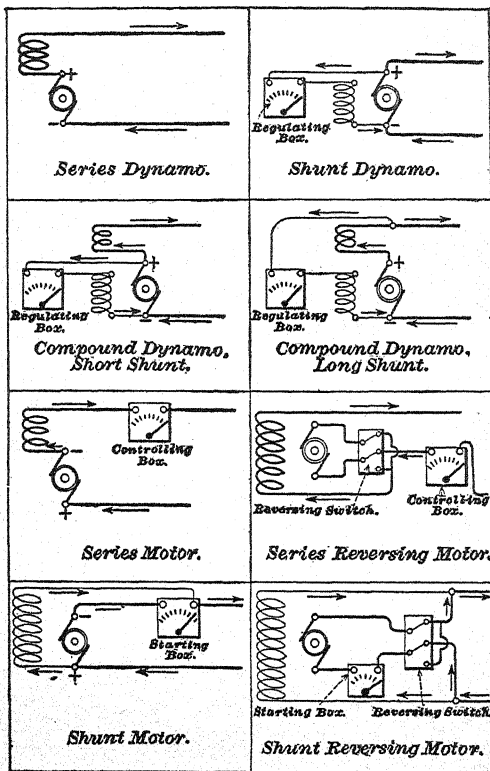 +
−
Series Dynamo.
+
−
Regulating
Box.
Shunt Dynamo.
+
−
Regulating
Box.
Compound Dynamo,
Short Shunt.
+
−
Regulating
Box.
Compound Dynamo,
Long Shunt.
Controlling
Box.
−
+
Series Motor.
Reversing Switch.
Controlling
Box.
Series Reversing Motor.
−
+
Starting
Box.
Shunt Motor.
Starting Box.
Reversing Switch
Shunt Reversing Motor.